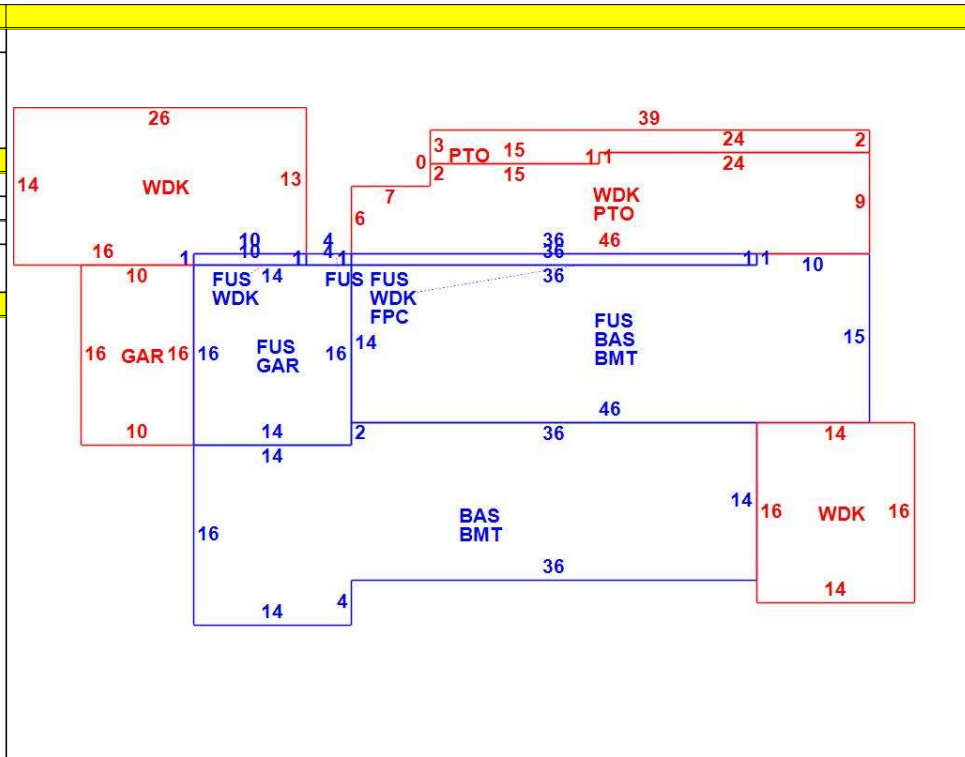 26
39
24 2
3 PTO 15 1 1
0 2 15 24
14 WDK 13
7
WDK
PTO
6 9
16 10 4 36 46
1 10 1 4 1 36 1 1
10 14 36 10
FUS FUS FUS
WDK WDK
FPC
16 GAR 16 16 FUS 16 14 FUS 15
GAR BAS
BMT
46
10 14 2 36 14
14
14
16 BAS 16 WDK 16
BMT
36
14 4 14